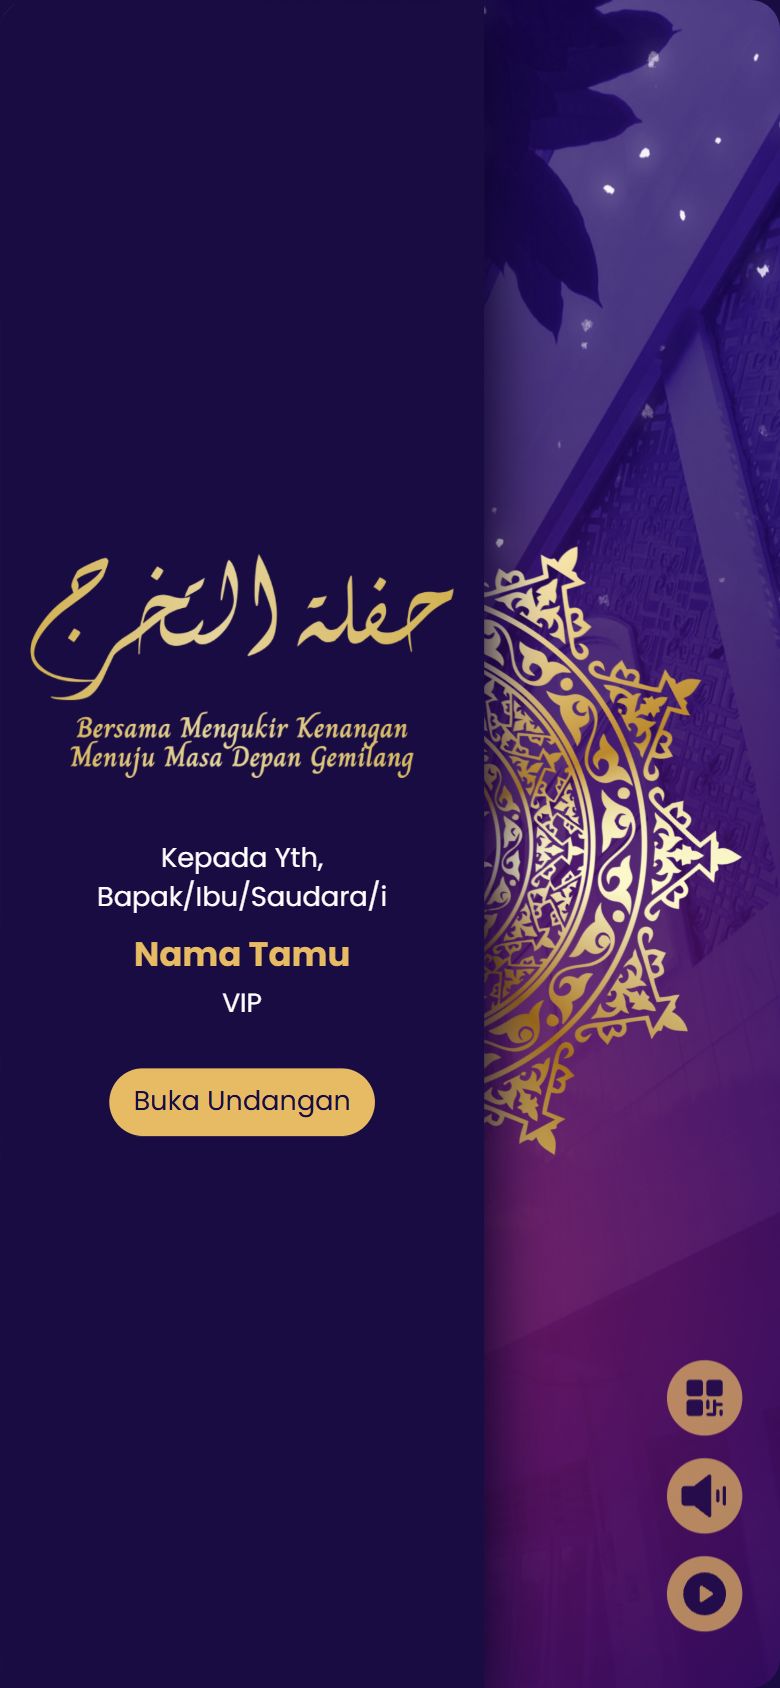 حفلة التخرج
Bersama Mengukir Kenangan
Menuju Masa Depan Gemilang
Kepada Yth,
Bapak/Ibu/Saudara/i
Nama Tamu
VIP
Buka Undangan